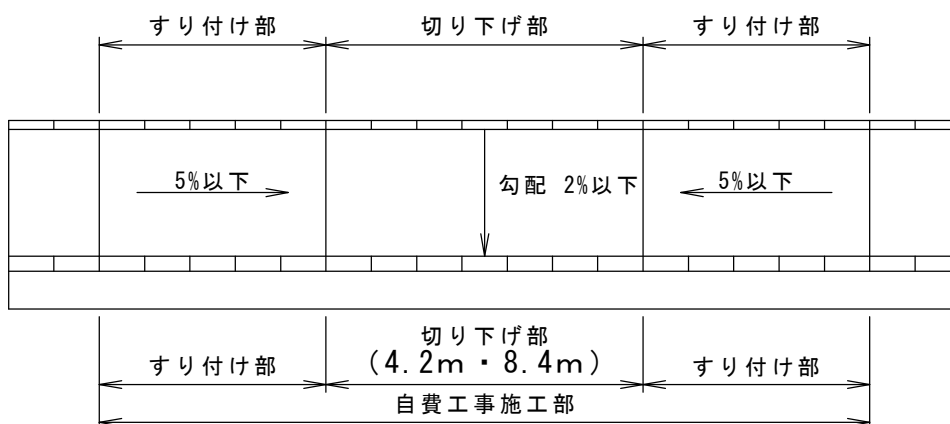 すり付け部 切り下げ部 すり付け部
5%以下 勾配 2%以下 5%以下
切り下げ部
すり付け部 (4.2m・8.4m) すり付け部
自費工事施工部